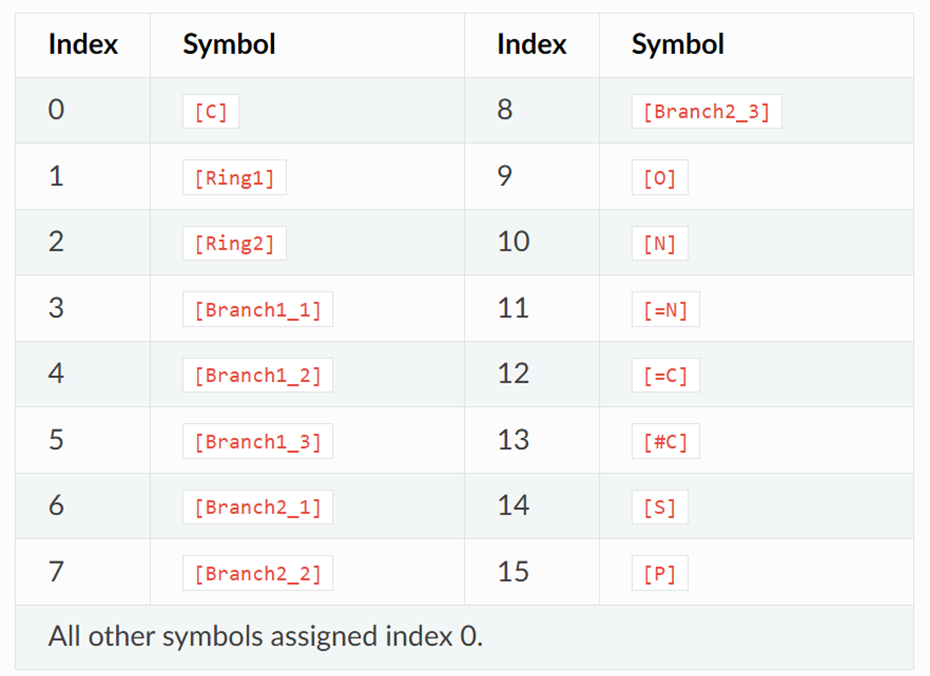 Index Symbol Index Symbol
0 [C] 8 [Branch2_3]
1 [Ring1] 9 [O]
2 [Ring2] 10 [N]
3 [Branch1_1] 11 [=N]
4 [Branch1_2] 12 [=C]
5 [Branch1_3] 13 [#C]
6 [Branch2_1] 14 [S]
7 [Branch2_2] 15 [P]
All other symbols assigned index 0.